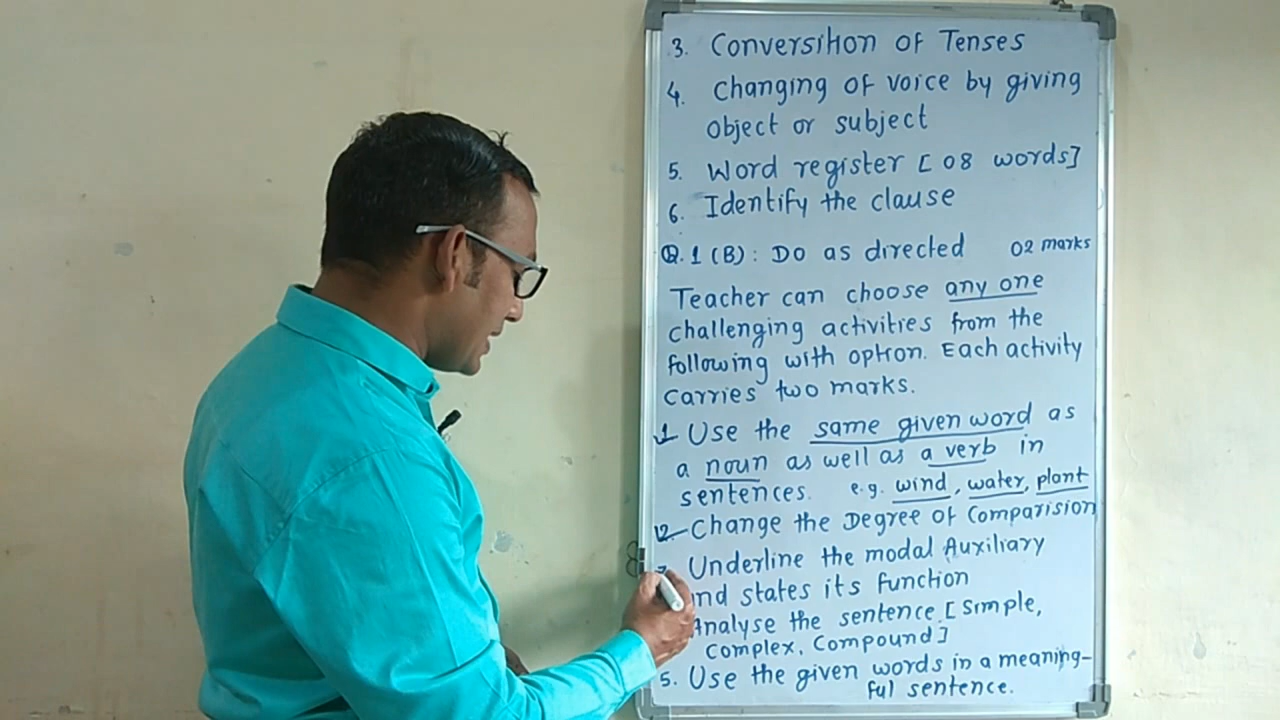 3. Conversition of Tenses
4. Changing of voice by giving
object or subject
5. Word register [08 words]
6. Identify the clause
Q.1 (B): Do as directed 02 marks
Teacher can choose any one
challenging activities from the
following with option. Each activity
carries two marks.
1 Use the same given word as
a noun as well as a verb in
sentences. e.g. wind, water, plant
2 Change the Degree of Comparision
Underline the modal Auxiliary
states its function
the sentence [simple,
complex, compound]
5. Use the given words in a meaning-
ful sentence.